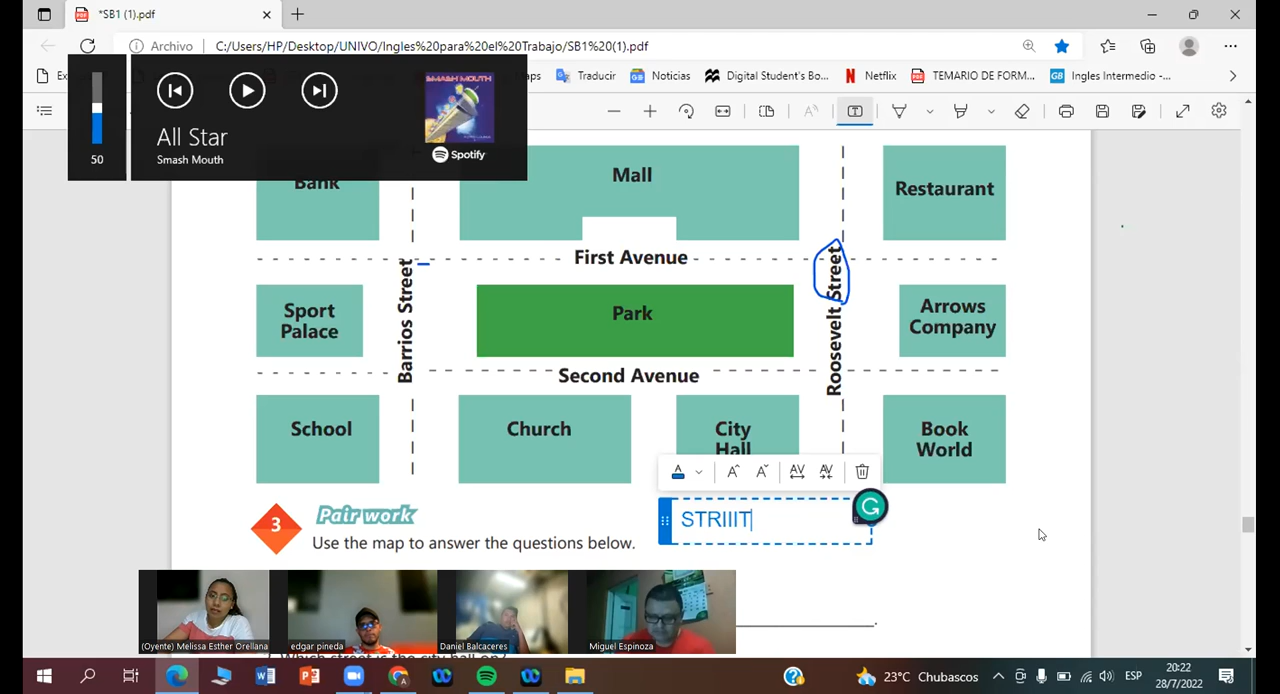 *SB1 (1).pdf
Archivo
C:/Users/HP/Desktop/UNIVO/Ingles%20para%20el%20Trabajo/SB1%20(1).pdf
Traducir
Noticias
Digital Student's Bo...
Netflix
TEMARIO DE FORM...
Ingles Intermedio -...
All Star
Smash Mouth
50
SMASH MOUTH
Spotify
Bank
Mall
Restaurant
First Avenue
Barrios Street
Roosevelt Street
Sport
Palace
Park
Arrows
Company
Second Avenue
School
Church
City
Hall
Book
World
3
Pair work
STRIIIT
Use the map to answer the questions below.
(Oyente) Melissa Esther Orellana
edgar pineda
Daniel Balcaceres
Miguel Espinoza
23°C Chubascos
ESP
20:22
28/7/2022